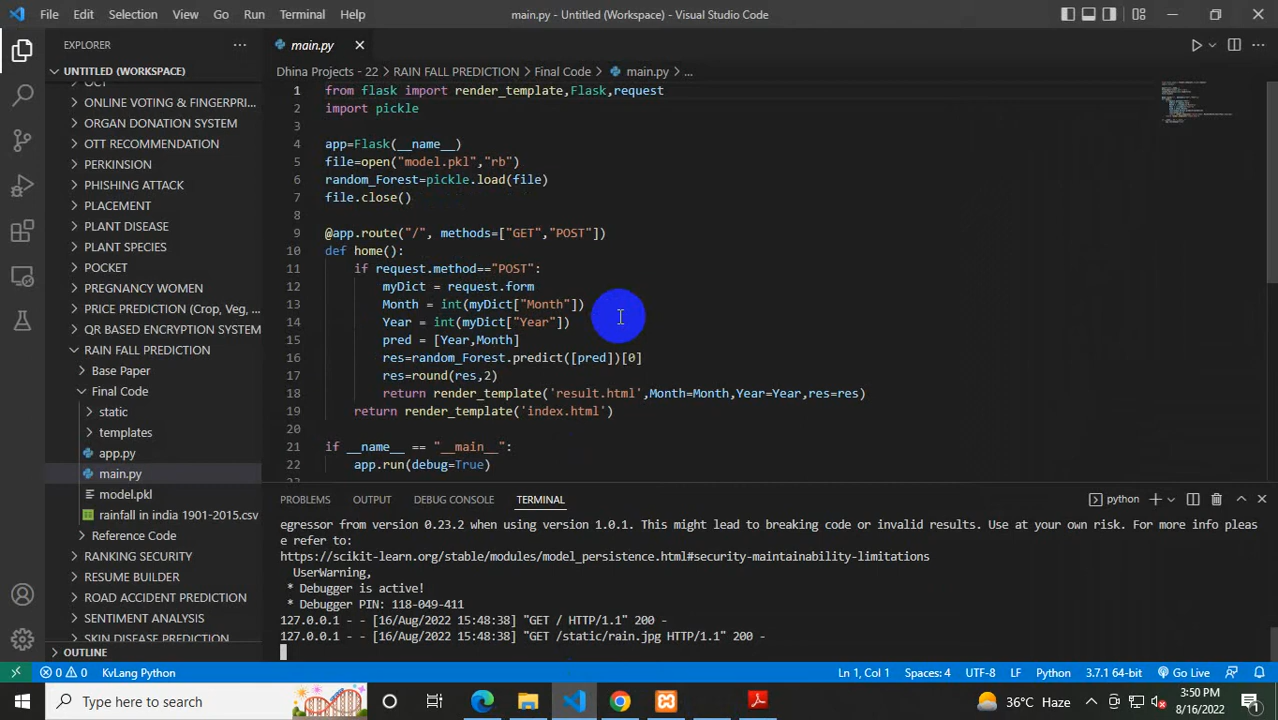 File Edit Selection View Go Run Terminal Help
main.py - Untitled (Workspace) - Visual Studio Code
EXPLORER
UNTITLED (WORKSPACE)
OCT
ONLINE VOTING & FINGERPRI...
ORGAN DONATION SYSTEM
OTT RECOMMENDATION
PERKINSION
PHISHING ATTACK
PLACEMENT
PLANT DISEASE
PLANT SPECIES
POCKET
PREGNANCY WOMEN
PRICE PREDICTION (Crop, Veg, ...
QR BASED ENCRYPTION SYSTEM
RAIN FALL PREDICTION
Base Paper
Final Code
static
templates
app.py
main.py
model.pkl
rainfall in india 1901-2015.csv
Reference Code
RANKING SYSTEM
RESUME BUILDER
ROAD ACCIDENT PREDICTION
SENTIMENT ANALYSIS
SKIN DISEASE PREDICTION
OUTLINE
main.py
Dhina Projects - 22 > RAIN FALL PREDICTION > Final Code > main.py > ...
1 from flask import render_template,Flask,request
2 import pickle
3
4 app=Flask(__name__)
5 file=open("model.pkl","rb")
6 random_Forest=pickle.load(file)
7 file.close()
8
9 @app.route("/", methods=["GET","POST"])
10 def home():
11 if request.method=="POST":
12 myDict = request.form
13 Month = int(myDict["Month"])
14 Year = int(myDict["Year"])
15 pred = [Year,Month]
16 res=random_Forest.predict([pred])[0]
17 res=round(res,2)
18 return render_template('result.html',Month=Month,Year=Year,res=res)
19 return render_template('index.html')
20
21 if __name__ == "__main__":
22 app.run(debug=True)
PROBLEMS OUTPUT DEBUG CONSOLE TERMINAL
python
egressor from version 0.23.2 when using version 1.0.1. This might lead to breaking code or invalid results. Use at your own risk. For more info pleas
e refer to:
https://scikit-learn.org/stable/modules/model_persistence.html#security-maintainability-limitations
UserWarning,
* Debugger is active!
* Debugger PIN: 118-049-411
127.0.0.1 - - [16/Aug/2022 15:48:38] "GET / HTTP/1.1" 200 -
127.0.0.1 - - [16/Aug/2022 15:48:38] "GET /static/rain.jpg HTTP/1.1" 200 -
0 0 KvLang Python
Ln 1, Col 1 Spaces: 4 UTF-8 LF Python 3.7.1 64-bit Go Live
Type here to search
36°C Haze
3:50 PM
8/16/2022
1